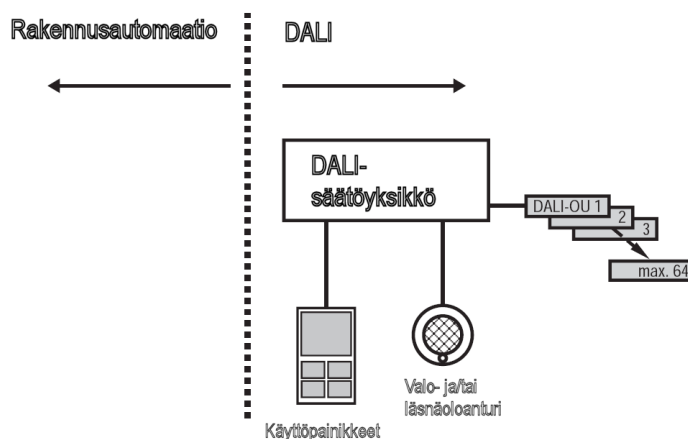 Rakennusautomaatio
DALI
DALI-
säätöyksikkö
DALI-OU 1
2
3
max. 64
Valo- ja/tai
läsnäoloanturi
Käyttöpainikkeet